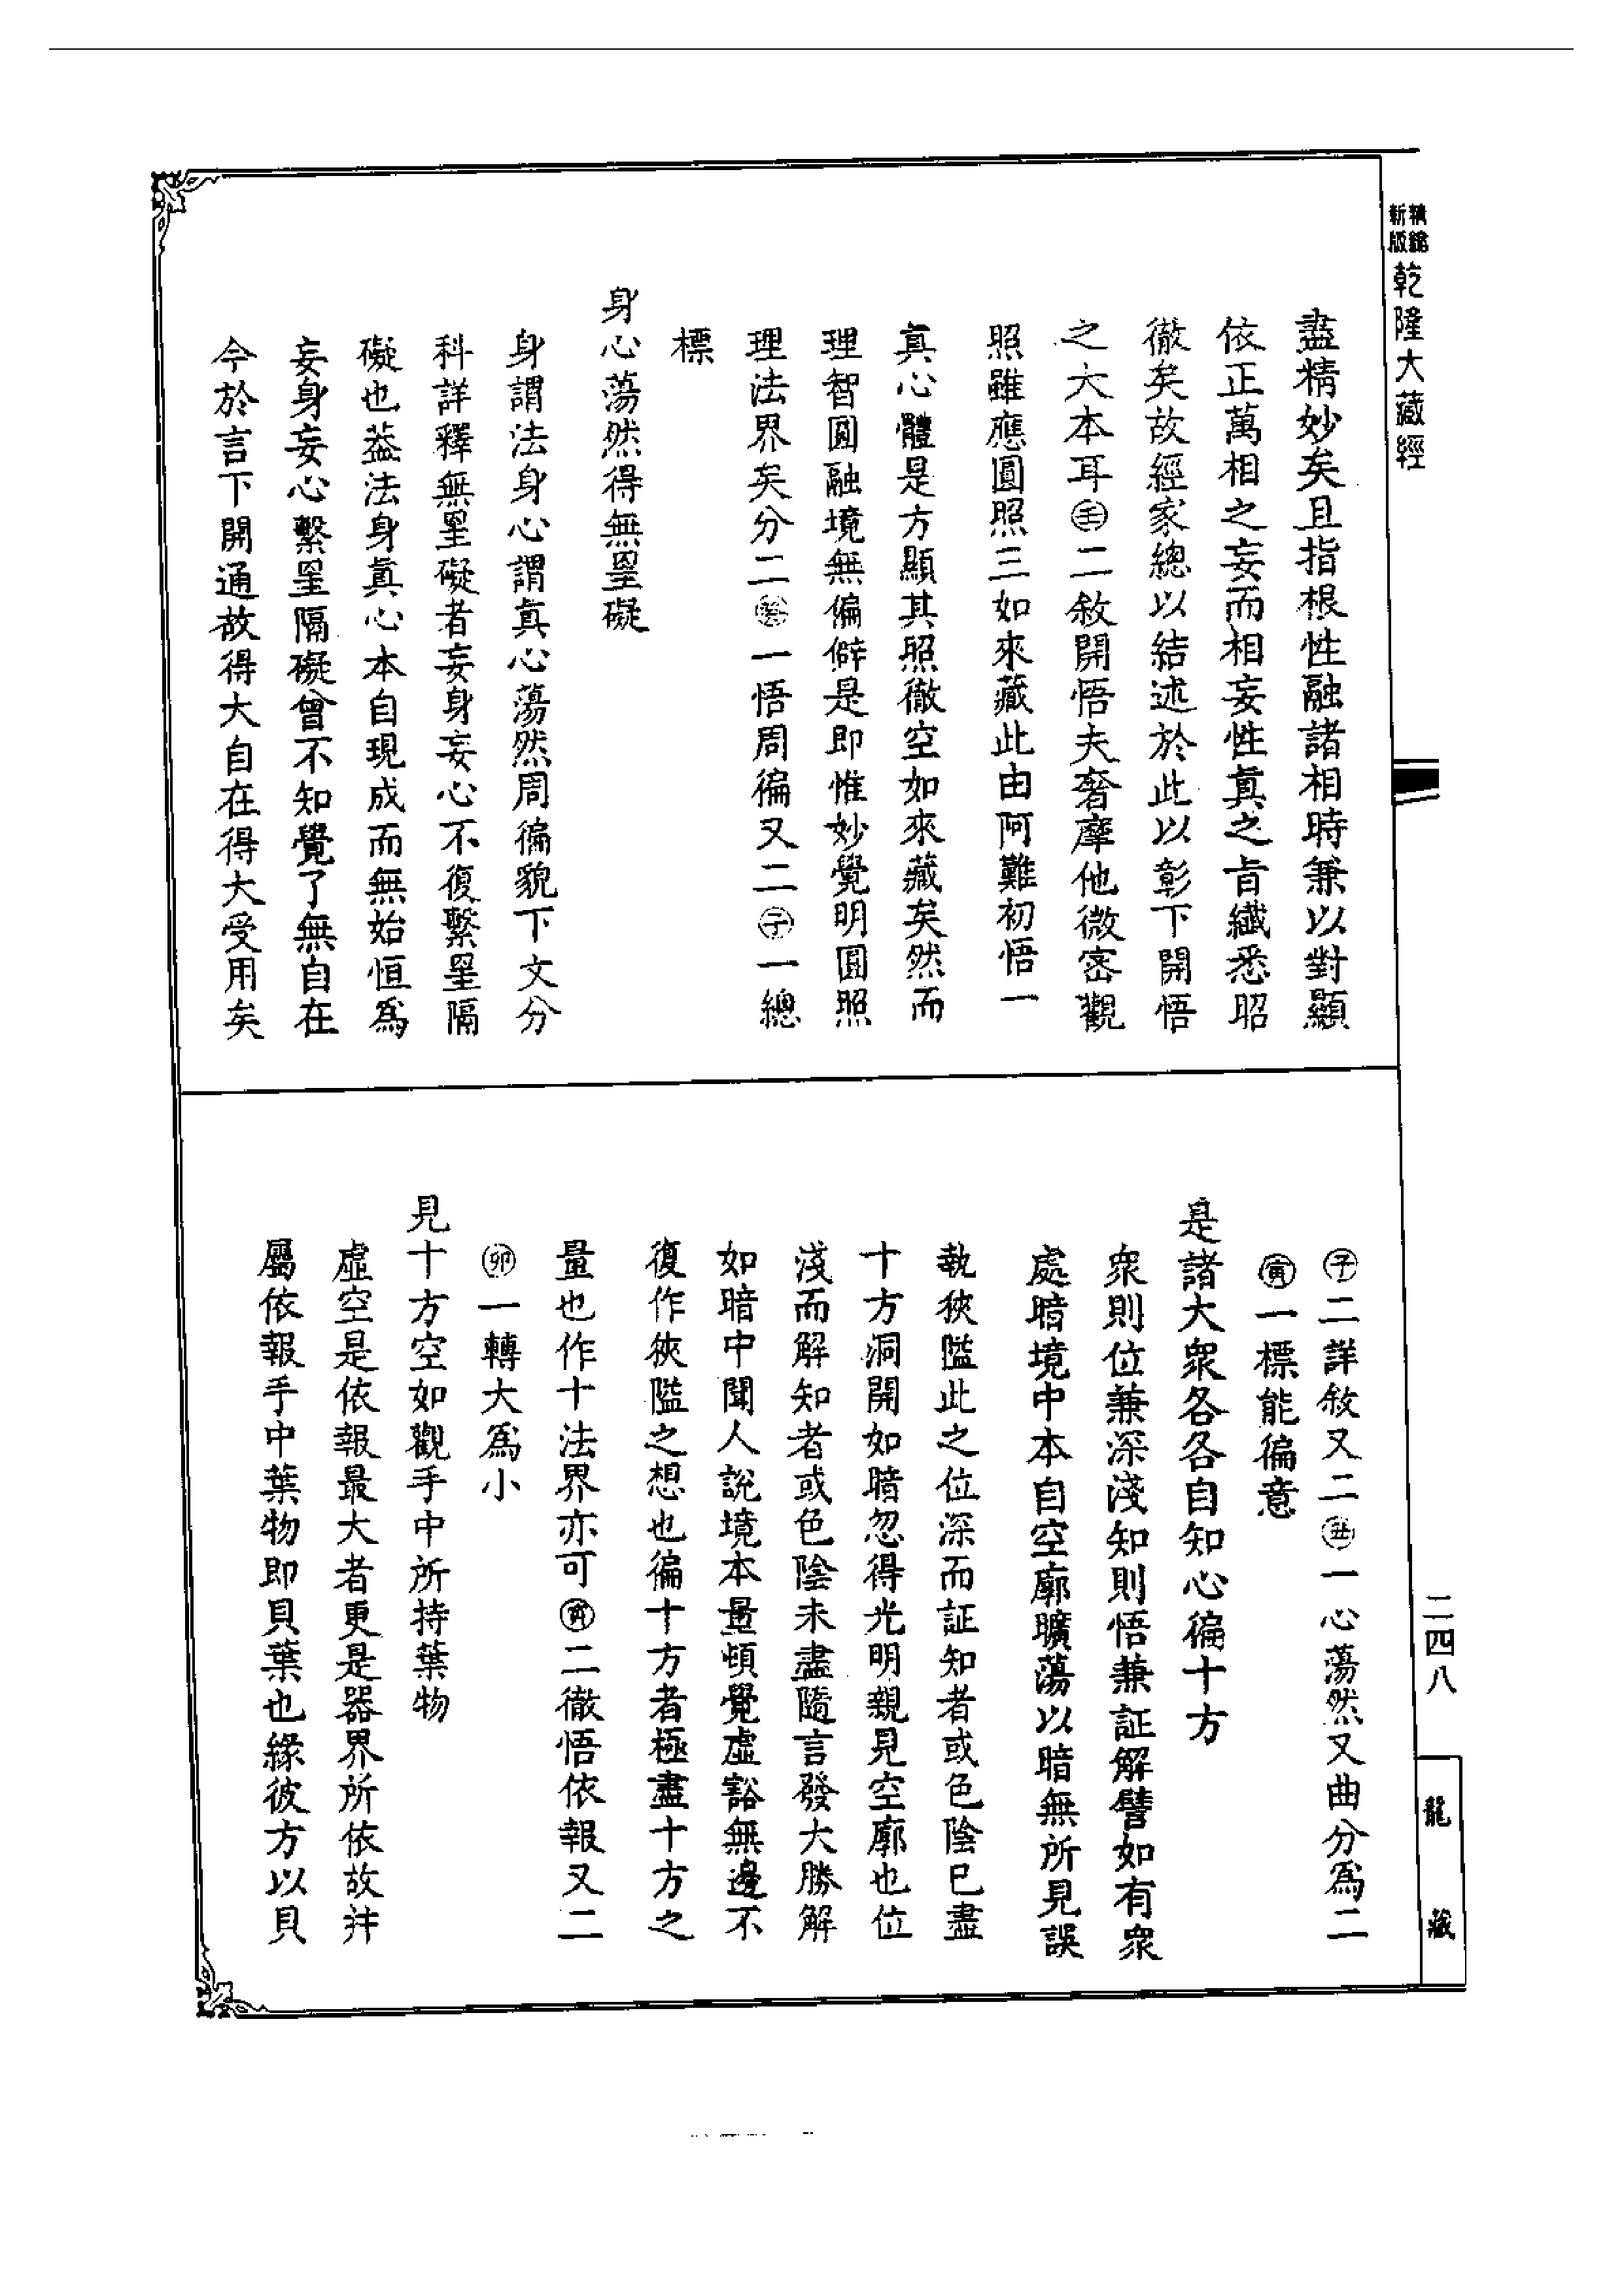 新版精縮
乾隆大藏經
盡精妙矣且指根性融諸相時兼以對顯
依正萬相之妄而相妄性真之旨纖悉昭
徹矣故經家總以結述於此以彰下開悟
之大本耳㊅二敘開悟夫奢摩他微密觀
照雖應圓照三如來藏此由阿難初悟一
真心體是方顯其照徹空如來藏矣然而
理智圓融境無偏僻是即惟妙覺明圓照
理法界矣分二一悟周徧又二子一總
標
身心蕩然得無罣礙
身謂法身心謂真心蕩然周徧貌下文分
科詳釋無罣礙者妄身妄心不復繫罣隔
礙也葢法身真心本自現成而無始恒爲
妄身妄心繫罣隔礙曾不知覺了無自在
今於言下開通故得大自在得大受用矣
子二詳敘又二丑一心蕩然又曲分爲二
寅一標能徧意
是諸大眾各各自知心徧十方
眾則位兼深淺知則悟兼証解譬如有眾
處暗境中本自空廓曠蕩以暗無所見誤
執狹隘此之位深而証知者或色陰已盡
十方洞開如暗忽得光明親見空廓也位
淺而解知者或色陰未盡隨言發大勝解
如暗中聞人說境本量頓覺虛豁無邊不
復作狹隘之想也徧十方者極盡十方之
量也作十法界亦可寅二徹悟依報又二
卯一轉大爲小
見十方空如觀手中所持葉物
虛空是依報最大者更是器界所依故拜
屬依報手中葉物即貝葉也緣彼方以貝
二四八
龍藏